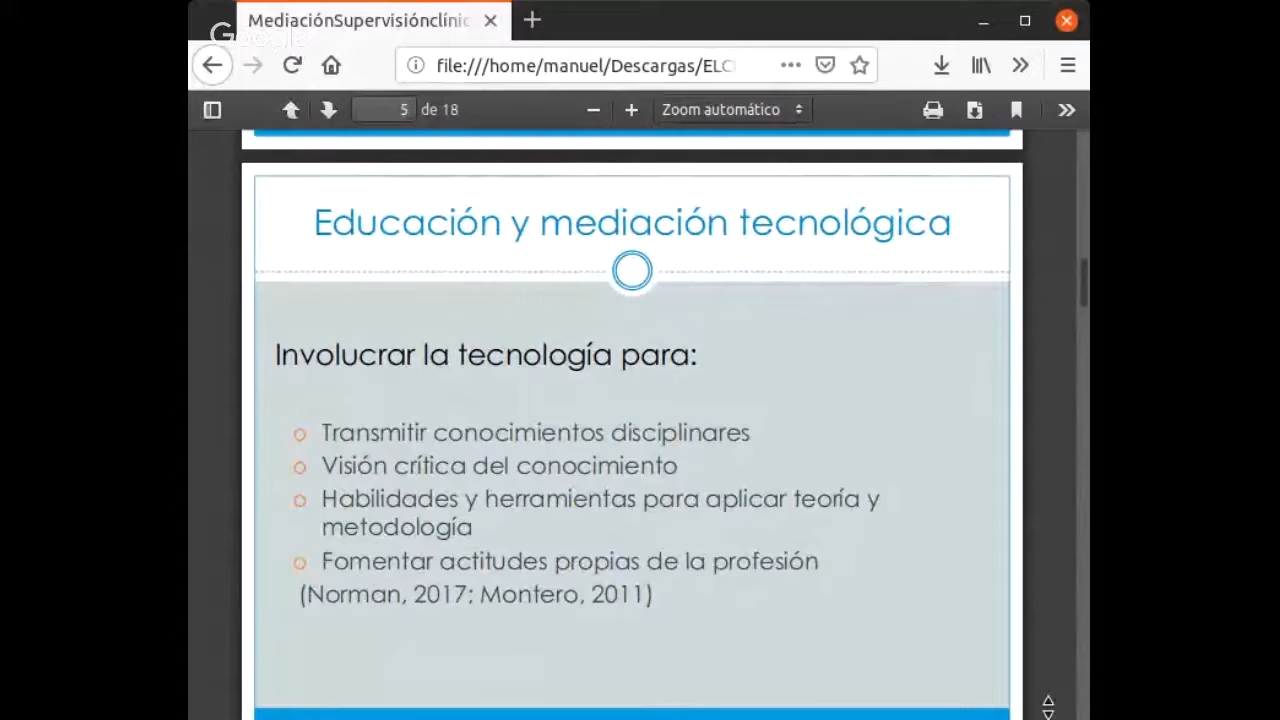 MediaciónSupervisiónclínic
Google
file:///home/manuel/Descargas/ELC
5 de 18
Zoom automático
Educación y mediación tecnológica
Involucrar la tecnología para:
Transmitir conocimientos disciplinares
Visión crítica del conocimiento
Habilidades y herramientas para aplicar teoría y
metodología
Fomentar actitudes propias de la profesión
(Norman, 2017; Montero, 2011)